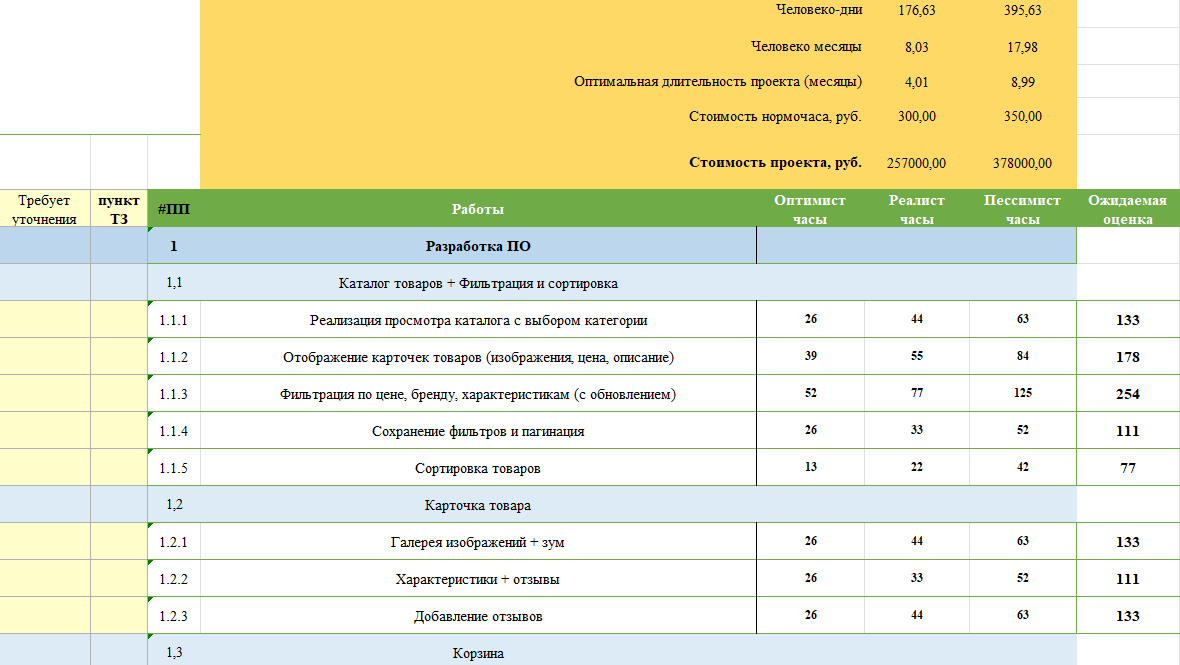 Человеко-дни 176,63 395,63
Человеко месяцы 8,03 17,98
Оптимальная длительность проекта (месяцы) 4,01 8,99
Стоимость нормочаса, руб. 300,00 350,00
Стоимость проекта, руб. 257000,00 378000,00
Требует уточнения пункт ТЗ #ПП Работы Оптимист часы Реалист часы Пессимист часы Ожидаемая оценка
1 Разработка ПО
1,1 Каталог товаров + Фильтрация и сортировка
1.1.1 Реализация просмотра каталога с выбором категории 26 44 63 133
1.1.2 Отображение карточек товаров (изображения, цена, описание) 39 55 84 178
1.1.3 Фильтрация по цене, бренду, характеристикам (с обновлением) 52 77 125 254
1.1.4 Сохранение фильтров и пагинация 26 33 52 111
1.1.5 Сортировка товаров 13 22 42 77
1,2 Карточка товара
1.2.1 Галерея изображений + зум 26 44 63 133
1.2.2 Характеристики + отзывы 26 33 52 111
1.2.3 Добавление отзывов 26 44 63 133
1,3 Корзина